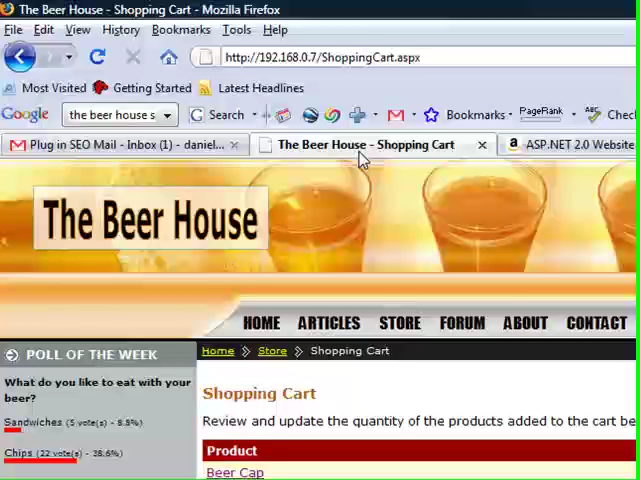 The Beer House - Shopping Cart - Mozilla Firefox
File Edit View History Bookmarks Tools Help
http://192.168.0.7/ShoppingCart.aspx
Most Visited Getting Started Latest Headlines
Google the beer house s Search Bookmarks PageRank Check
Plug in SEO Mail - Inbox (1) - daniel... The Beer House - Shopping Cart ASP.NET 2.0 Website
The Beer House
HOME ARTICLES STORE FORUM ABOUT CONTACT
POLL OF THE WEEK
Home Store Shopping Cart
What do you like to eat with your
beer?
Shopping Cart
Sandwiches (5 vote(s) - 8.8%)
Review and update the quantity of the products added to the cart be
Chips (22 vote(s) - 28.6%)
Product
Beer Cap